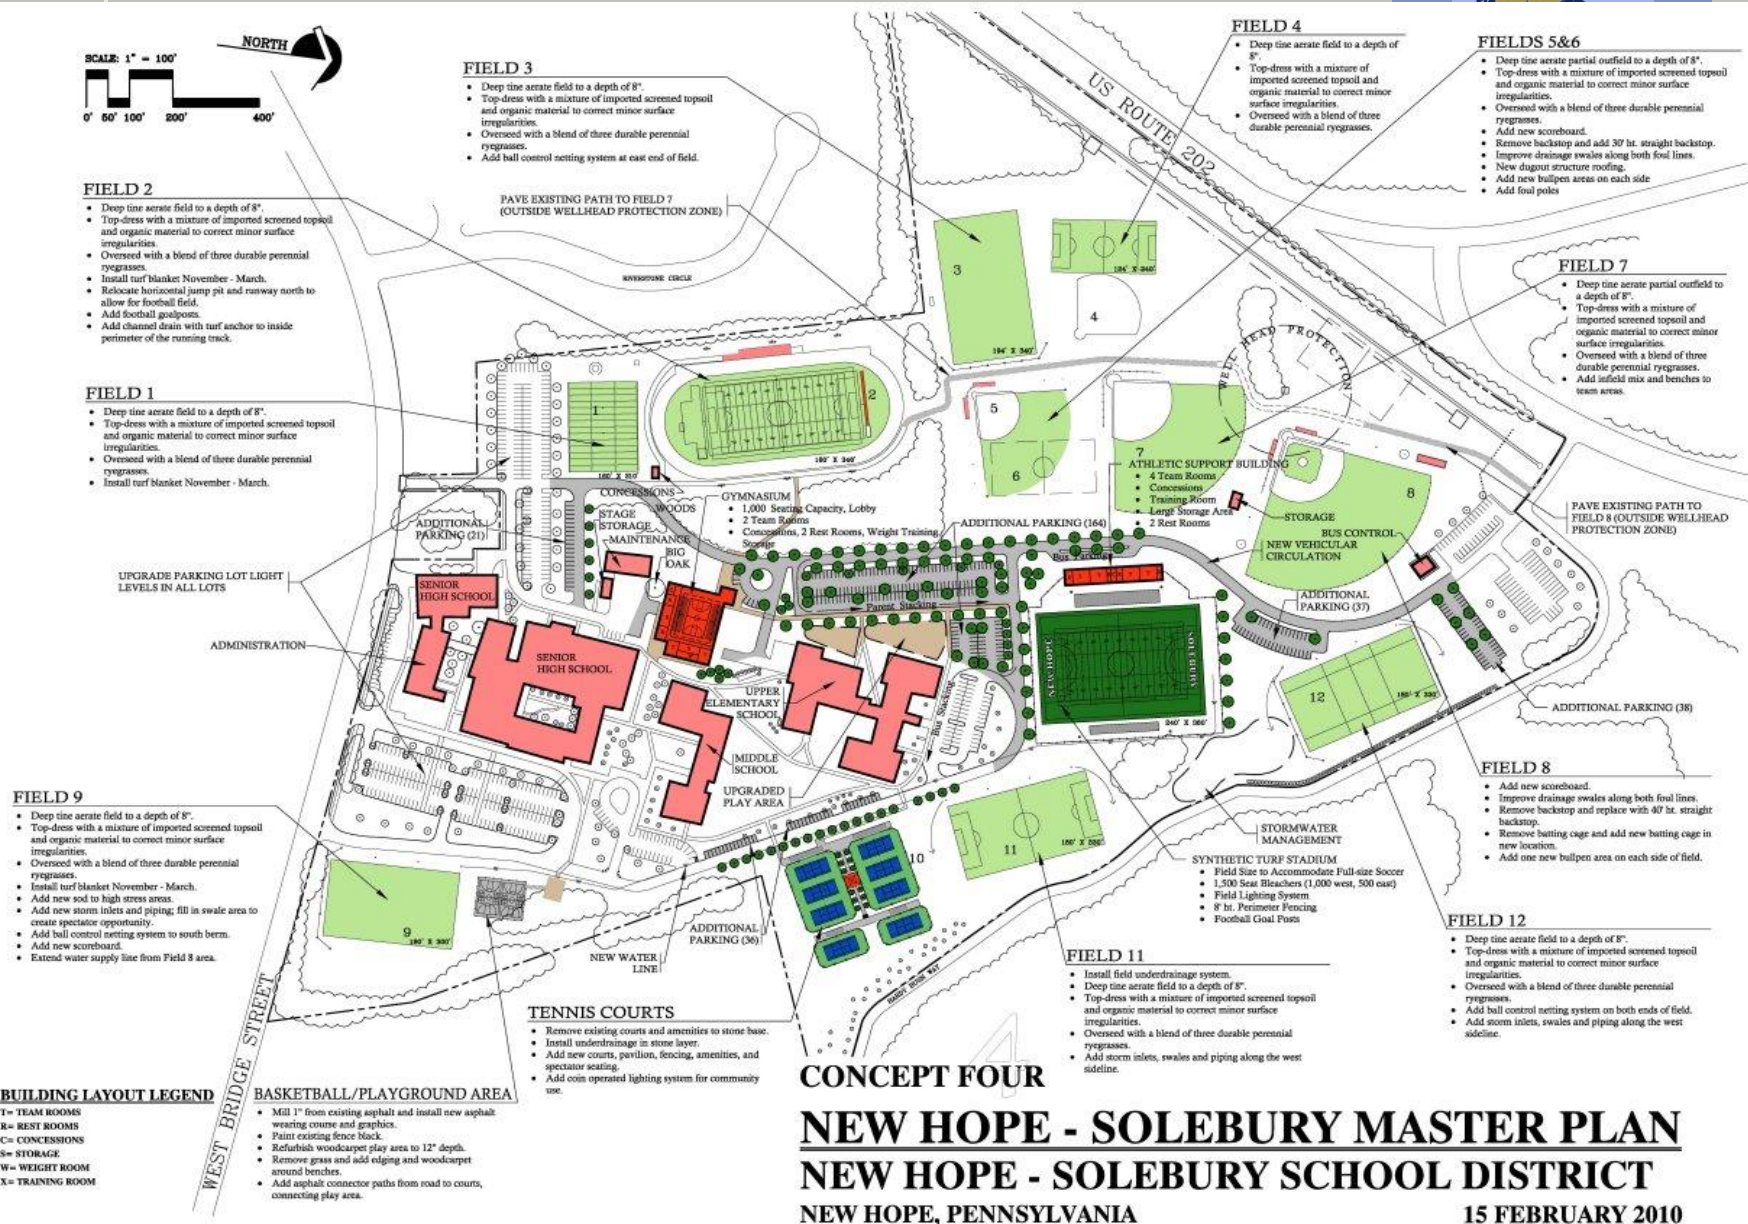 SCALE: 1" = 100'
0' 50' 100' 200' 400'
NORTH
FIELD 3
• Deep tine aerate field to a depth of 8".
• Top-dress with a mixture of imported screened topsoil
and organic material to correct minor surface
irregularities.
• Overseed with a blend of three durable perennial
ryegrasses.
• Add ball control netting system at east end of field.
FIELD 4
• Deep tine aerate field to a depth of
8".
• Top-dress with a mixture of
imported screened topsoil and
organic material to correct minor
surface irregularities.
• Overseed with a blend of three
durable perennial ryegrasses.
FIELDS 5&6
• Deep tine aerate partial outfield to a depth of 8".
• Top-dress with a mixture of imported screened topsoil
and organic material to correct minor surface
irregularities.
• Overseed with a blend of three durable perennial
ryegrasses.
• Add new scoreboard.
• Remove backstop and add 30' ht. straight backstop.
• Improve drainage swales along both foul lines.
• New dugout structure roofing.
• Add new bullpen areas on each side
• Add foul poles
US ROUTE 202
FIELD 2
• Deep tine aerate field to a depth of 8".
• Top-dress with a mixture of imported screened topsoil
and organic material to correct minor surface
irregularities.
• Overseed with a blend of three durable perennial
ryegrasses.
• Install turf blanket November - March.
• Relocate horizontal jump pit and runway north to
allow for football field.
• Add football goalposts.
• Add channel drain with turf anchor to inside
perimeter of the running track.
PAVE EXISTING PATH TO FIELD 7
(OUTSIDE WELLHEAD PROTECTION ZONE)
RIVERSTONE CIRCLE
FIELD 7
• Deep tine aerate partial outfield to
a depth of 8".
• Top-dress with a mixture of
imported screened topsoil and
organic material to correct minor
surface irregularities.
• Overseed with a blend of three
durable perennial ryegrasses.
• Add infield mix and benches to
team areas.
3
194' X 340'
4
WELL HEAD PROTECTION
FIELD 1
• Deep tine aerate field to a depth of 8".
• Top-dress with a mixture of imported screened topsoil
and organic material to correct minor surface
irregularities.
• Overseed with a blend of three durable perennial
ryegrasses.
• Install turf blanket November - March.
1
160' X 210'
2
180' X 340'
5
6
7
8
CONCESSIONS
WOODS
STAGE
STORAGE
MAINTENANCE
BIG
OAK
GYMNASIUM
• 1,000 Seating Capacity, Lobby
• 2 Team Rooms
• Concessions, 2 Rest Rooms, Weight Training
Storage
ATHLETIC SUPPORT BUILDING
• 4 Team Rooms
• Concessions
• Training Room
• Large Storage Area
• 2 Rest Rooms
ADDITIONAL PARKING (164)
STORAGE
BUS CONTROL
NEW VEHICULAR
CIRCULATION
PAVE EXISTING PATH TO
FIELD 8 (OUTSIDE WELLHEAD
PROTECTION ZONE)
ADDITIONAL
PARKING (21)
UPGRADE PARKING LOT LIGHT
LEVELS IN ALL LOTS
SENIOR
HIGH SCHOOL
ADMINISTRATION
SENIOR
HIGH SCHOOL
Bus Parking
Parent Stacking
ADDITIONAL
PARKING (37)
NEW HOPE
SOLEBURY
240' X 360'
UPPER
ELEMENTARY
SCHOOL
Bus Stacking
12
180' X 330'
ADDITIONAL PARKING (38)
MIDDLE
SCHOOL
UPGRADED
PLAY AREA
FIELD 8
• Add new scoreboard.
• Improve drainage swales along both foul lines.
• Remove backstop and replace with 40' ht. straight
backstop.
• Remove batting cage and add new batting cage in
new location.
• Add one new bullpen area on each side of field.
FIELD 9
• Deep tine aerate field to a depth of 8".
• Top-dress with a mixture of imported screened topsoil
and organic material to correct minor surface
irregularities.
• Overseed with a blend of three durable perennial
ryegrasses.
• Install turf blanket November - March.
• Add new sod to high stress areas.
• Add new storm inlets and piping; fill in swale area to
create spectator opportunity.
• Add ball control netting system to south berm.
• Add new scoreboard.
• Extend water supply line from Field 8 area.
9
180' X 300'
10
11
STORMWATER
MANAGEMENT
SYNTHETIC TURF STADIUM
• Field Size to Accommodate Full-size Soccer
• 1,500 Seat Bleachers (1,000 west, 500 east)
• Field Lighting System
• 8' ht. Perimeter Fencing
• Football Goal Posts
ADDITIONAL
PARKING (36)
NEW WATER
LINE
FIELD 12
• Deep tine aerate field to a depth of 8".
• Top-dress with a mixture of imported screened topsoil
and organic material to correct minor surface
irregularities.
• Overseed with a blend of three durable perennial
ryegrasses.
• Add ball control netting system on both ends of field.
• Add storm inlets, swales and piping along the west
sideline.
FIELD 11
• Install field underdrainage system.
• Deep tine aerate field to a depth of 8".
• Top-dress with a mixture of imported screened topsoil
and organic material to correct minor surface
irregularities.
• Overseed with a blend of three durable perennial
ryegrasses.
• Add storm inlets, swales and piping along the west
sideline.
TENNIS COURTS
• Remove existing courts and amenities to stone base.
• Install underdrainage in stone layer.
• Add new courts, pavilion, fencing, amenities, and
spectator seating.
• Add coin operated lighting system for community
use.
WEST BRIDGE STREET
BUILDING LAYOUT LEGEND
T= TEAM ROOMS
R= REST ROOMS
C= CONCESSIONS
S= STORAGE
W= WEIGHT ROOM
X= TRAINING ROOM
BASKETBALL/PLAYGROUND AREA
• Mill 1" from existing asphalt and install new asphalt
wearing course and graphics.
• Paint existing fence black.
• Refurbish woodcarpet play area to 12" depth.
• Remove grass and add edging and woodcarpet
around benches.
• Add asphalt connector paths from road to courts,
connecting play area.
4
CONCEPT FOUR
NEW HOPE - SOLEBURY MASTER PLAN
NEW HOPE - SOLEBURY SCHOOL DISTRICT
NEW HOPE, PENNSYLVANIA 15 FEBRUARY 2010